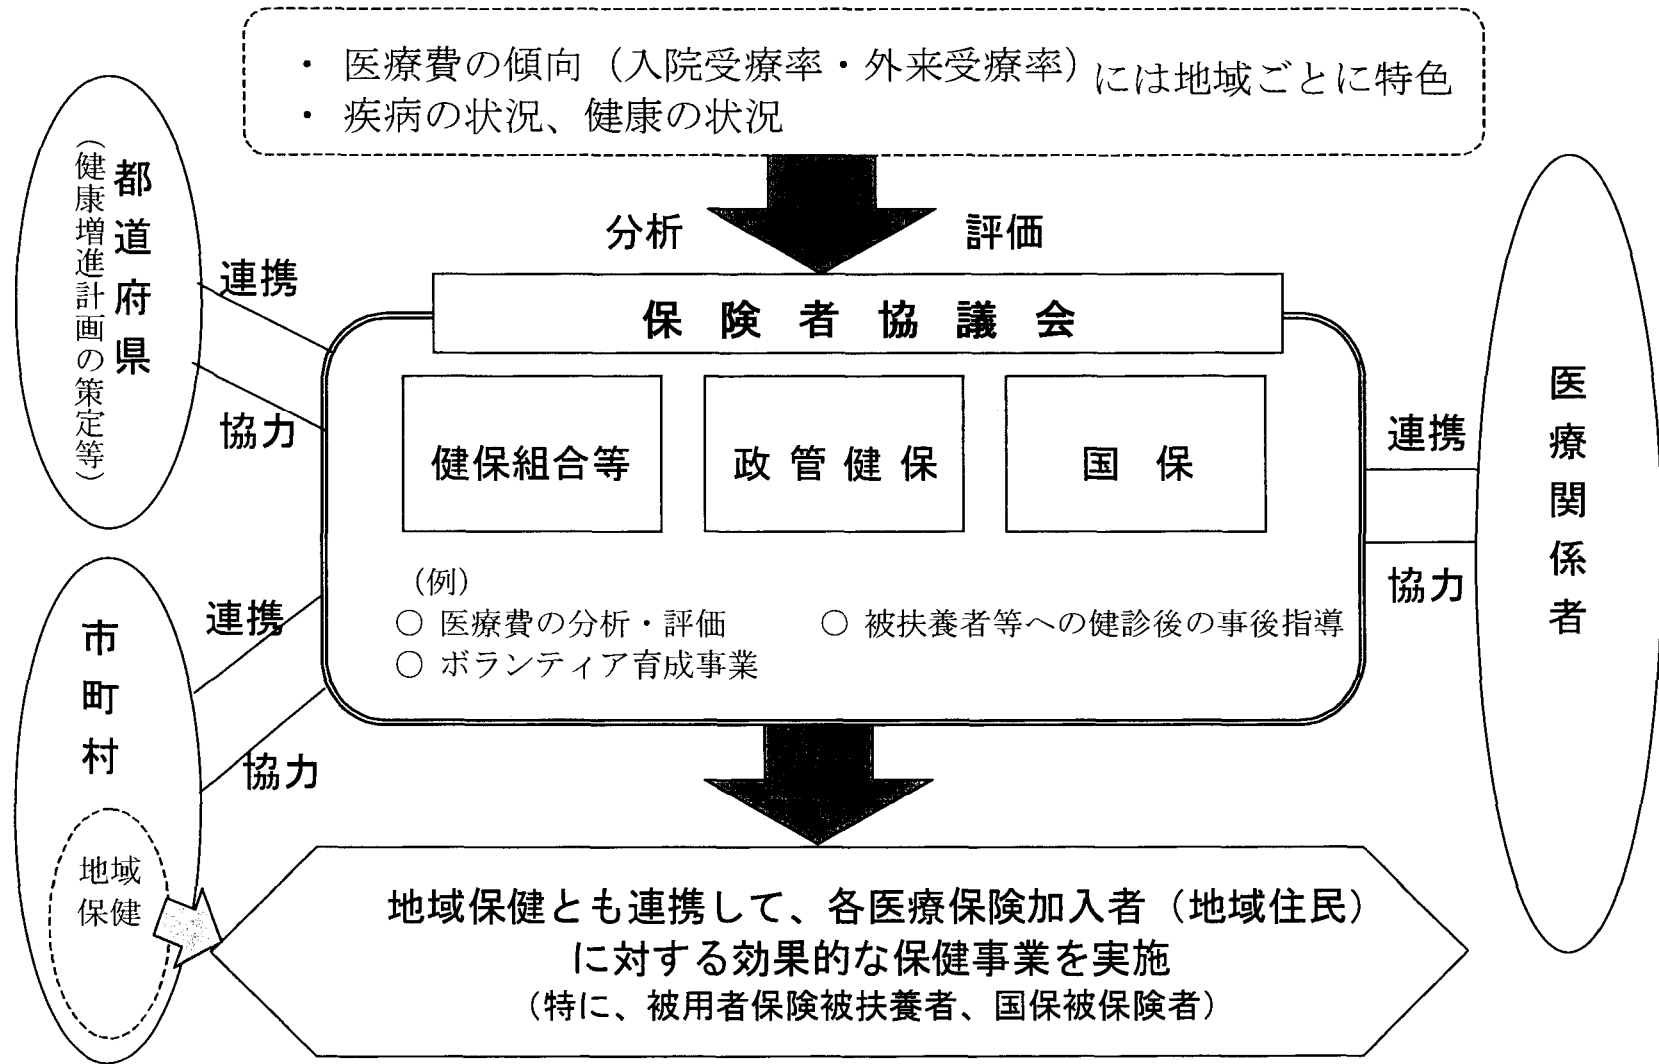 ・ 医療費の傾向（入院受療率・外来受療率）
・ 疾病の状況、健康の状況
には地域ごとに特色
分析
評価
都道府県
（健康増進計画の策定等）
連携
協力
保険者協議会
健保組合等
政管健保
国保
（例）
○ 医療費の分析・評価
○ ボランティア育成事業
○ 被扶養者等への健診後の事後指導
連携
協力
医療関係者
市町村
連携
協力
地域
保健
地域保健とも連携して、各医療保険加入者（地域住民）
に対する効果的な保健事業を実施
（特に、被用者保険被扶養者、国保被保険者）